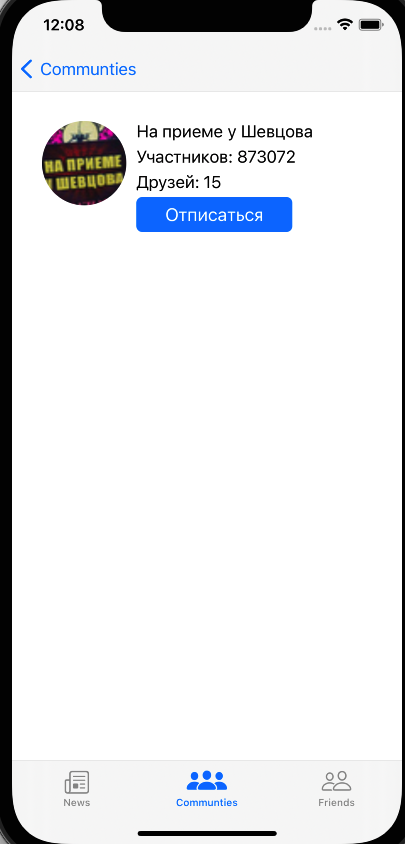 12:08
Communties
НА ПРИЕМЕ
У ШЕВЦОВА
На приеме у Шевцова
Участников: 873072
Друзей: 15
Отписаться
News
Communties
Friends